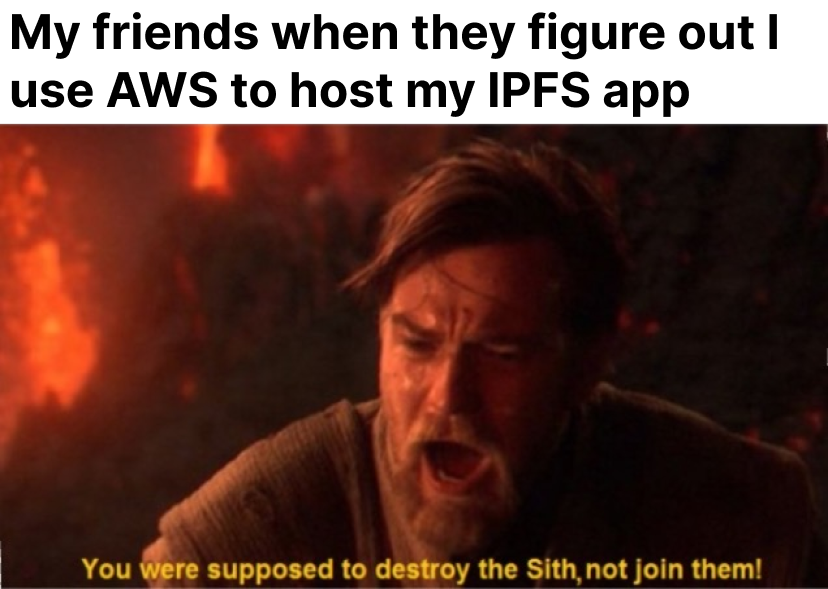 My friends when they figure out I
use AWS to host my IPFS app
You were supposed to destroy the Sith,not join them!